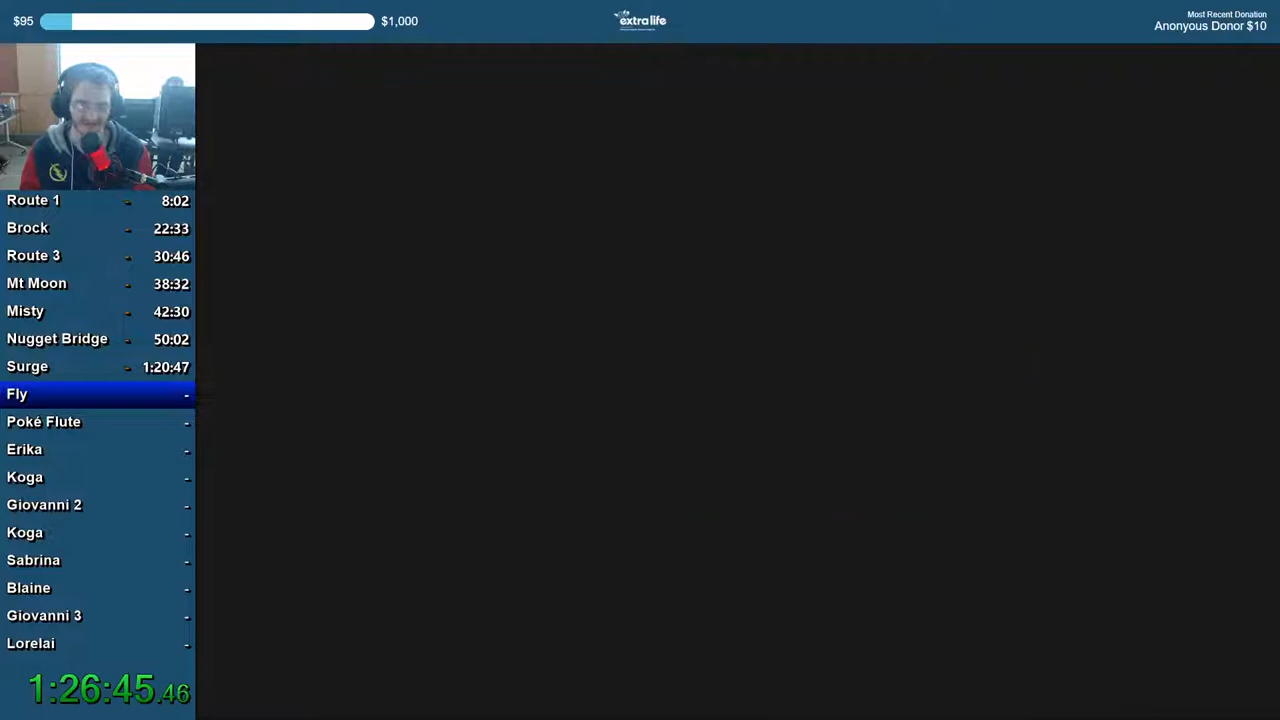 $95 $1,000
extralife
Most Recent Donation
Anonyous Donor $10
Route 1 - 8:02
Brock - 22:33
Route 3 - 30:46
Mt Moon - 38:32
Misty - 42:30
Nugget Bridge - 50:02
Surge - 1:20:47
Fly -
Poké Flute -
Erika -
Koga -
Giovanni 2 -
Koga -
Sabrina -
Blaine -
Giovanni 3 -
Lorelai -
1:26:45.46